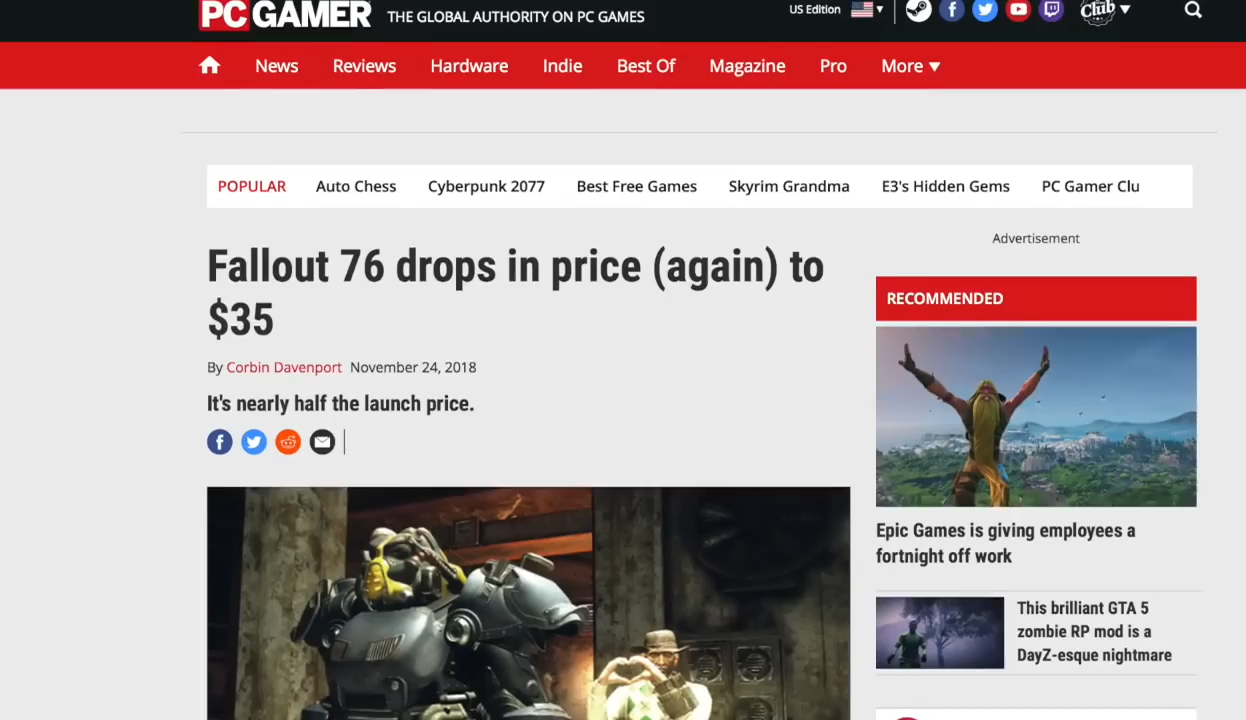 PC GAMER THE GLOBAL AUTHORITY ON PC GAMES US Edition Club
News Reviews Hardware Indie Best Of Magazine Pro More
POPULAR Auto Chess Cyberpunk 2077 Best Free Games Skyrim Grandma E3's Hidden Gems PC Gamer Clu
Advertisement
Fallout 76 drops in price (again) to
$35
By Corbin Davenport November 24, 2018
It's nearly half the launch price.
RECOMMENDED
Epic Games is giving employees a
fortnight off work
This brilliant GTA 5
zombie RP mod is a
DayZ-esque nightmare